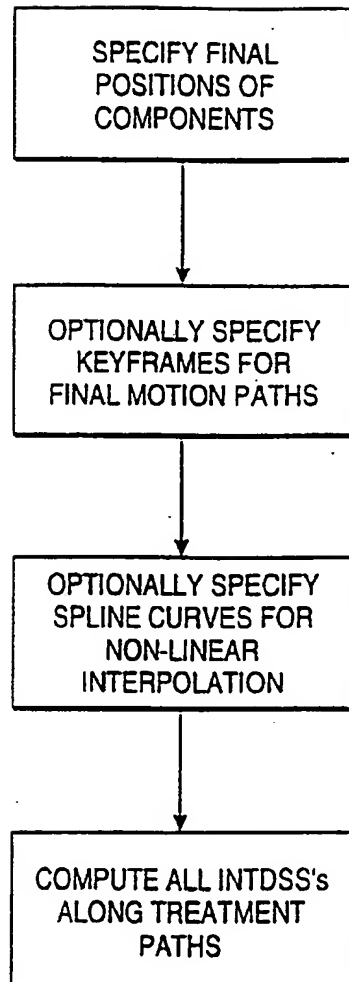 SPECIFY FINAL
POSITIONS OF
COMPONENTS
OPTIONALLY SPECIFY
KEYFRAMES FOR
FINAL MOTION PATHS
OPTIONALLY SPECIFY
SPLINE CURVES FOR
NON-LINEAR
INTERPOLATION
COMPUTE ALL INTDSS's
ALONG TREATMENT
PATHS